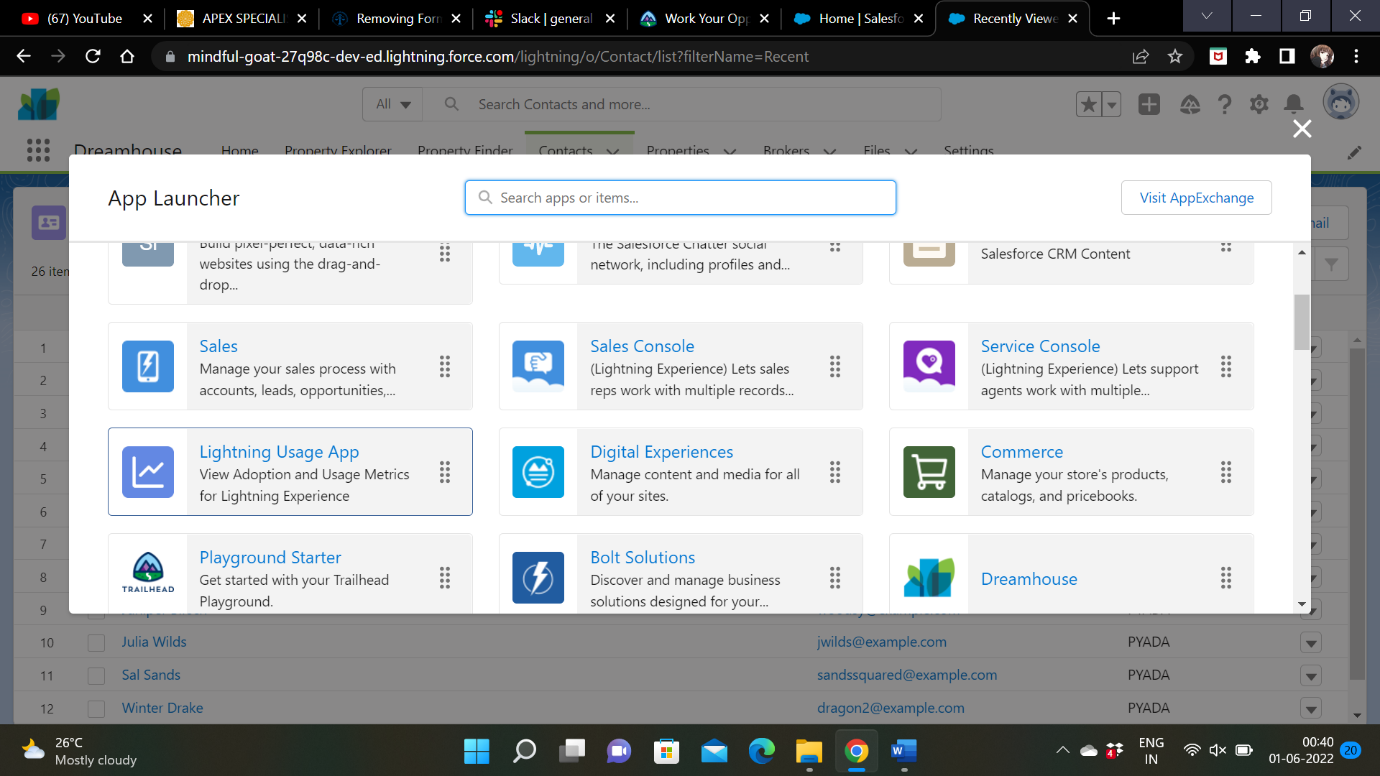 (67) YouTube
APEX SPECIALI
Removing Form
Slack | general
Work Your Opp
Home | Salesfo
Recently Viewe
mindful-goat-27q98c-dev-ed.lightning.force.com/lightning/o/Contact/list?filterName=Recent
All
Search Contacts and more...
Dreamhouse
Home
Property Explorer
Property Finder
Contacts
Properties
Brokers
Files
Settings
App Launcher
Search apps or items...
Visit AppExchange
Build pixel-perfect, data-rich
websites using the drag-and-
drop...
The Salesforce Chatter social
network, including profiles and...
Salesforce CRM Content
26 item
Sales
Manage your sales process with
accounts, leads, opportunities,...
Sales Console
(Lightning Experience) Lets sales
reps work with multiple records...
Service Console
(Lightning Experience) Lets support
agents work with multiple...
Lightning Usage App
View Adoption and Usage Metrics
for Lightning Experience
Digital Experiences
Manage content and media for all
of your sites.
Commerce
Manage your store's products,
catalogs, and pricebooks.
TRAILHEAD
Playground Starter
Get started with your Trailhead
Playground.
Bolt Solutions
Discover and manage business
solutions designed for your...
Dreamhouse
1
2
3
4
5
6
7
8
9
10 Julia Wilds jwilds@example.com PYADA
11 Sal Sands sandssquared@example.com PYADA
12 Winter Drake dragon2@example.com PYADA
26°C
Mostly cloudy
ENG
IN
00:40
01-06-2022
20